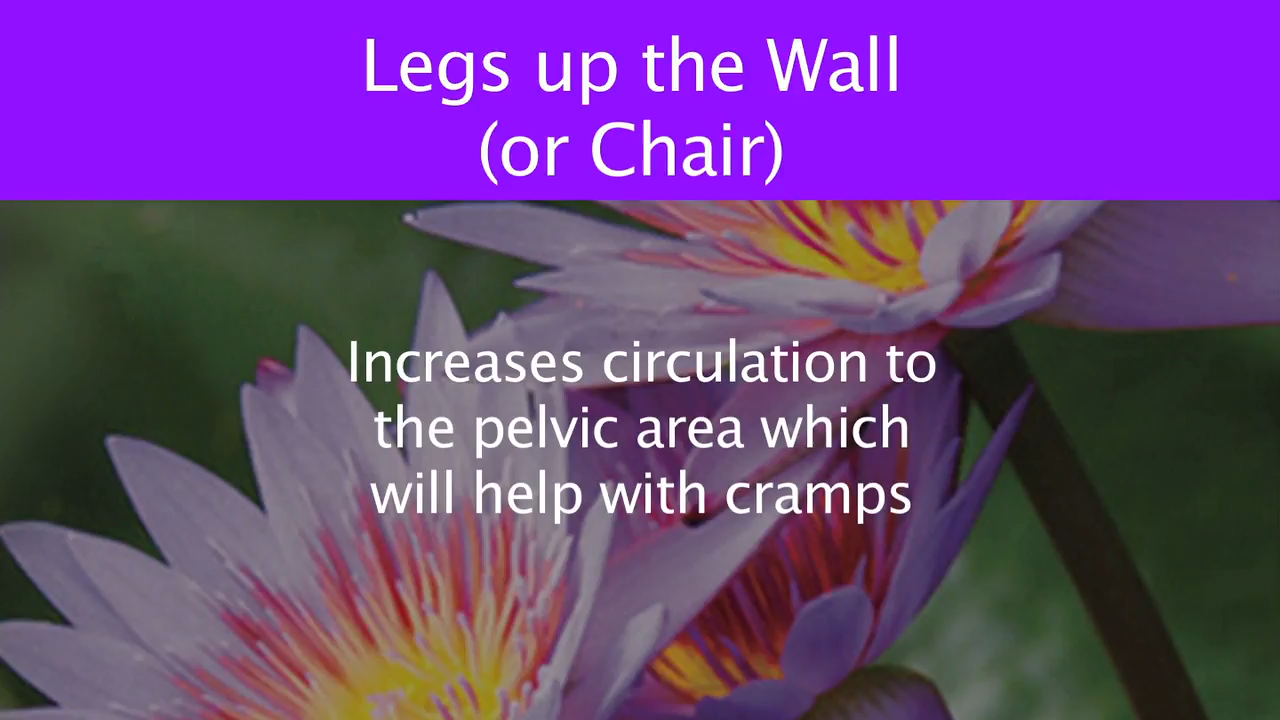 Legs up the Wall
(or Chair)
Increases circulation to
the pelvic area which
will help with cramps